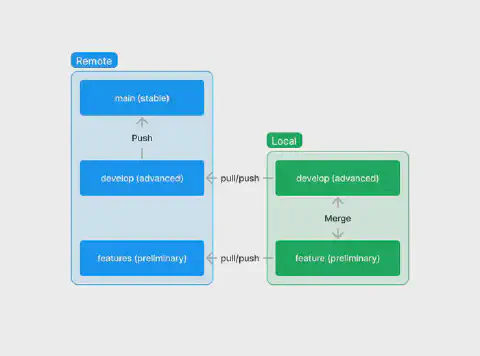 Remote
main (stable)
Push
Local
develop (advanced)
pull/push
develop (advanced)
Merge
features (preliminary)
pull/push
feature (preliminary)